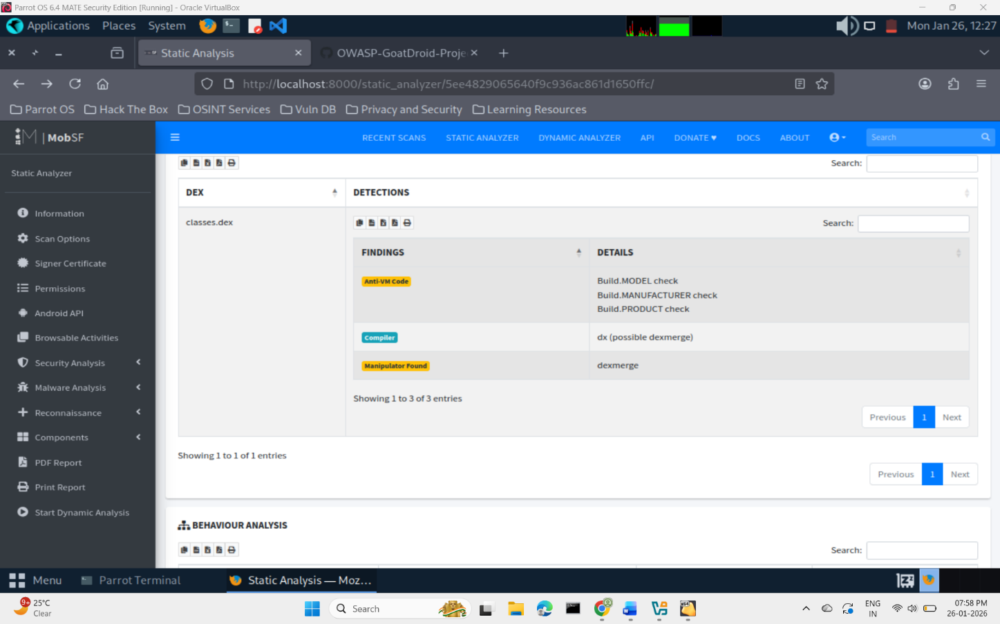 Parrot OS 6.4 MATE Security Edition [Running] - Oracle VirtualBox
Applications Places System Mon Jan 26, 12:27
Static Analysis OWASP-GoatDroid-Proje
http://localhost:8000/static_analyzer/5ee4829065640f9c936ac861d1650ffc/
Parrot OS Hack The Box OSINT Services Vuln DB Privacy and Security Learning Resources
MobSF RECENT SCANS STATIC ANALYZER DYNAMIC ANALYZER API DONATE ♥ DOCS ABOUT Search
Static Analyzer
Information
Scan Options
Signer Certificate
Permissions
Android API
Browsable Activities
Security Analysis
Malware Analysis
Reconnaissance
Components
PDF Report
Print Report
Start Dynamic Analysis
Search:
DEX DETECTIONS
classes.dex
Search:
FINDINGS DETAILS
Anti-VM Code Build.MODEL check
Build.MANUFACTURER check
Build.PRODUCT check
Compiler dx (possible dexmerge)
Manipulator Found dexmerge
Showing 1 to 3 of 3 entries
Previous 1 Next
Showing 1 to 1 of 1 entries
Previous 1 Next
BEHAVIOUR ANALYSIS
Search:
Menu Parrot Terminal Static Analysis — Moz...
9+ 25°C
Clear
Search
ENG
IN
07:58 PM
26-01-2026